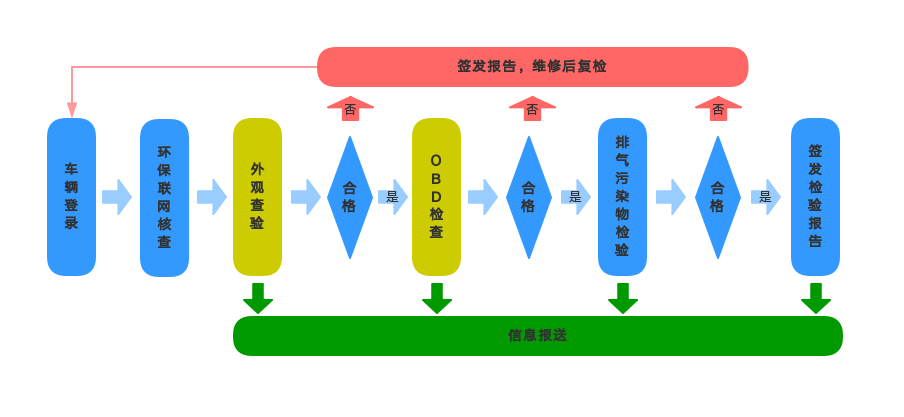 签发报告，维修后复检
否
否
否
车辆登录
环保联网核查
外观查验
合格
是
OBD检查
合格
是
排气污染物检验
合格
是
签发检验报告
信息报送